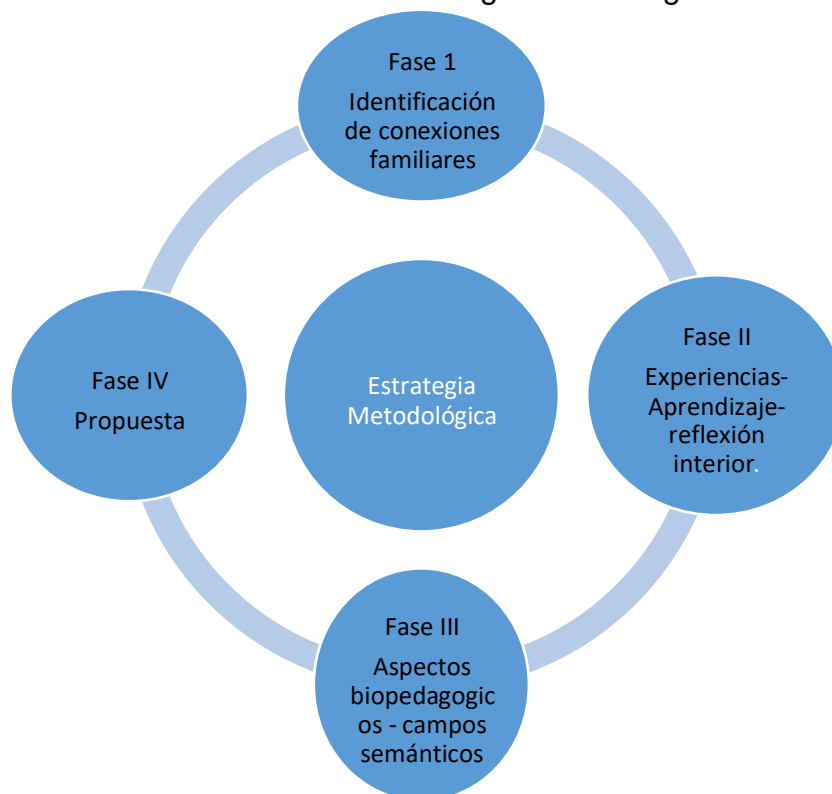 Fase 1
Identificación
de conexiones
familiares
Fase II
Experiencias-
Aprendizaje-
reflexión
interior.
Estrategia
Metodológica
Fase IV
Propuesta
Fase III
Aspectos
biopedagogic
os - campos
semánticos